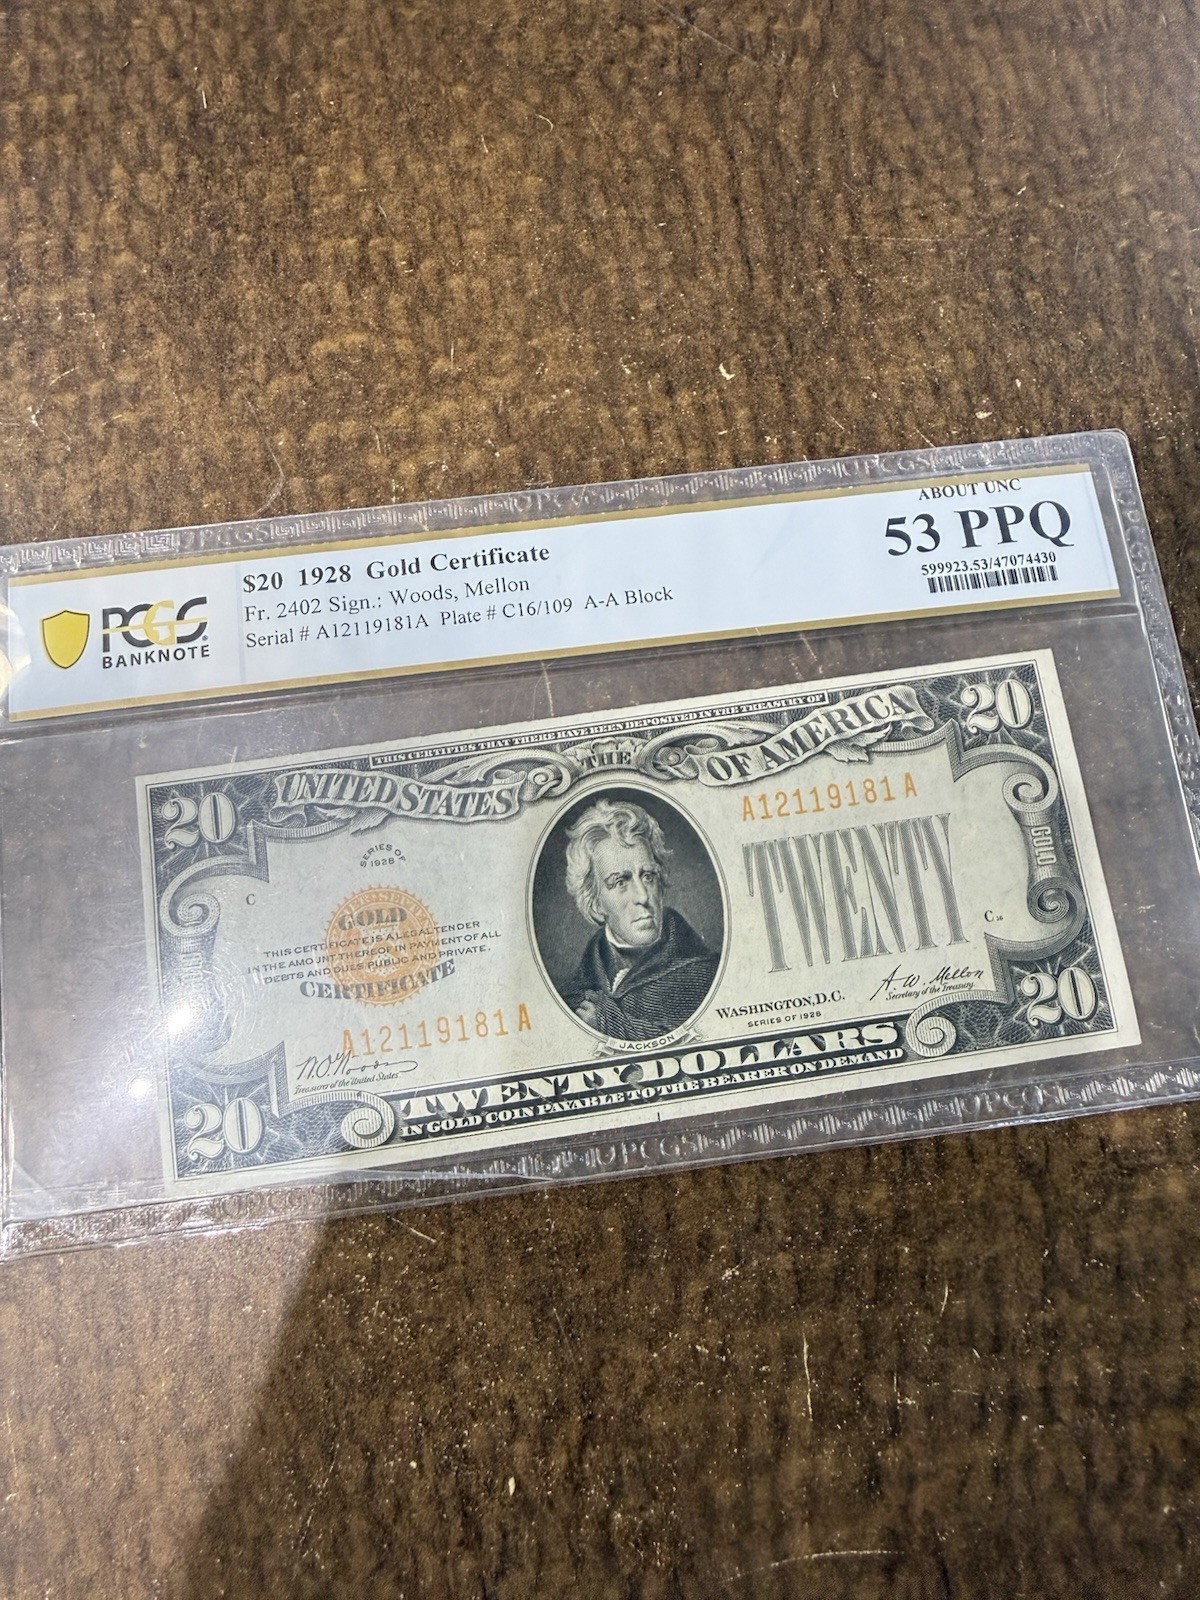 ABOUT UNC
53 PPQ
599923.53/47074430
PCGS
BANKNOTE
$20 1928 Gold Certificate
Fr. 2402 Sign.: Woods, Mellon
Serial # A12119181A Plate # C16/109 A-A Block
THIS CERTIFIES THAT THERE HAVE BEEN DEPOSITED IN THE TREASURY OF
THE
UNITED STATES OF AMERICA
20
20
A12119181A
SERIES OF
1928
C
GOLD
TWENTY
GOLD
THIS CERTIFICATE IS A LEGAL TENDER
IN THE AMOUNT THEREOF IN PAYMENT OF ALL
DEBTS AND DUES PUBLIC AND PRIVATE.
CERTIFICATE
C16
A12119181A
WASHINGTON, D.C.
SERIES OF 1928
A. W. Mellon
Secretary of the Treasury.
W. O. Woods
Treasurer of the United States
JACKSON
20
20
TWENTY DOLLARS
IN GOLD COIN PAYABLE TO THE BEARER ON DEMAND